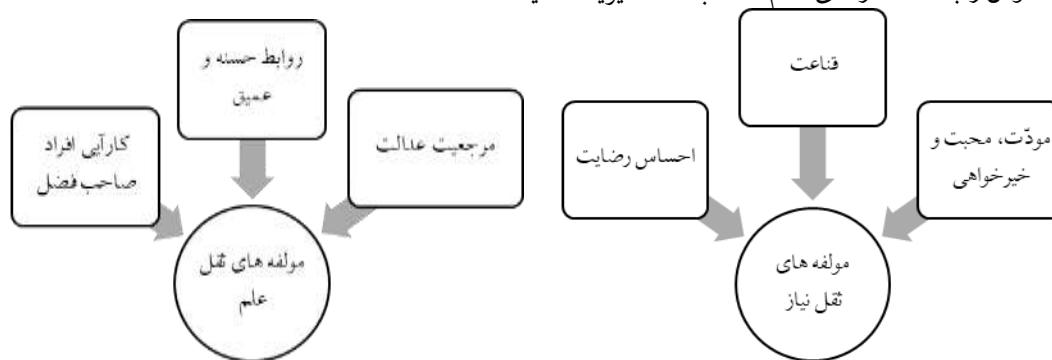 قناعت
مودّت، محبت و
خیرخواهی
احساس رضایت
مولفه های
ثقل نیاز
روابط حسنه و
عمیق
مرجعیت عدالت
کارآیی افراد
صاحب فضل
مولفه های ثقل
علم